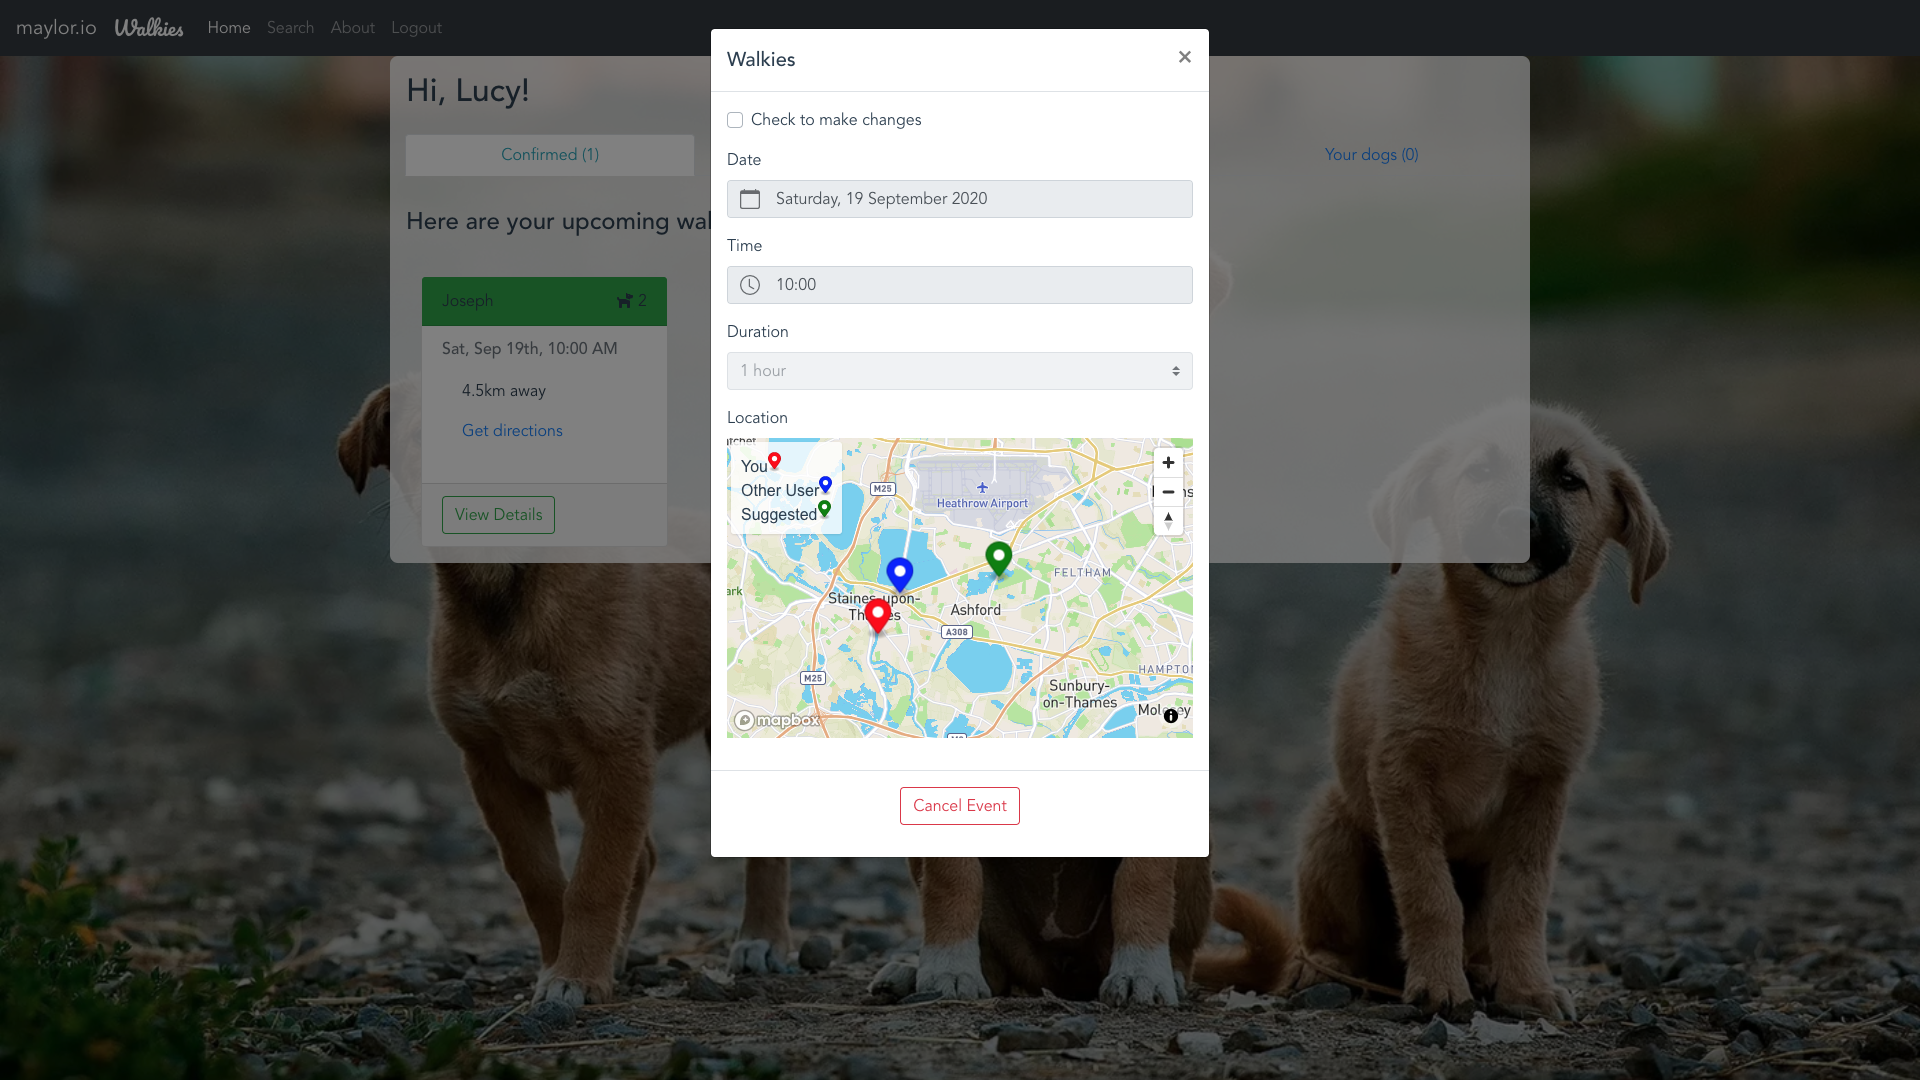 maylor.io Walkies Home Search About Logout
Hi, Lucy!
Confirmed (1)
Your dogs (0)
Here are your upcoming wal
Joseph 2
Sat, Sep 19th, 10:00 AM
4.5km away
Get directions
View Details
Walkies
×
Check to make changes
Date
Saturday, 19 September 2020
Time
10:00
Duration
1 hour
Location
You
Other User
Suggested
M25
Heathrow Airport
FELTHAM
Staines-upon-
Ashford
A308
HAMPTON
M25
Sunbury-
on-Thames
mapbox
Cancel Event